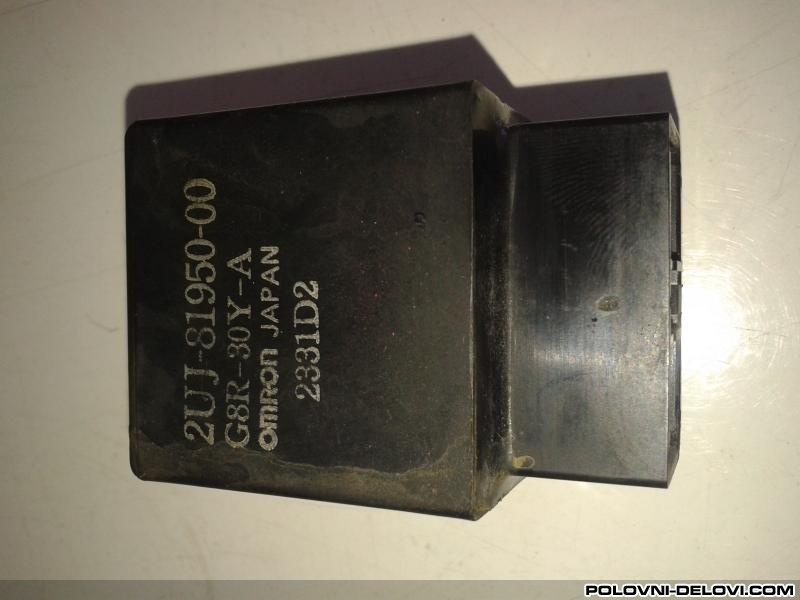 2UJ-81950-00
G8R-30Y-A
omron JAPAN
2331D2
POLOVNI-DELOVI.COM